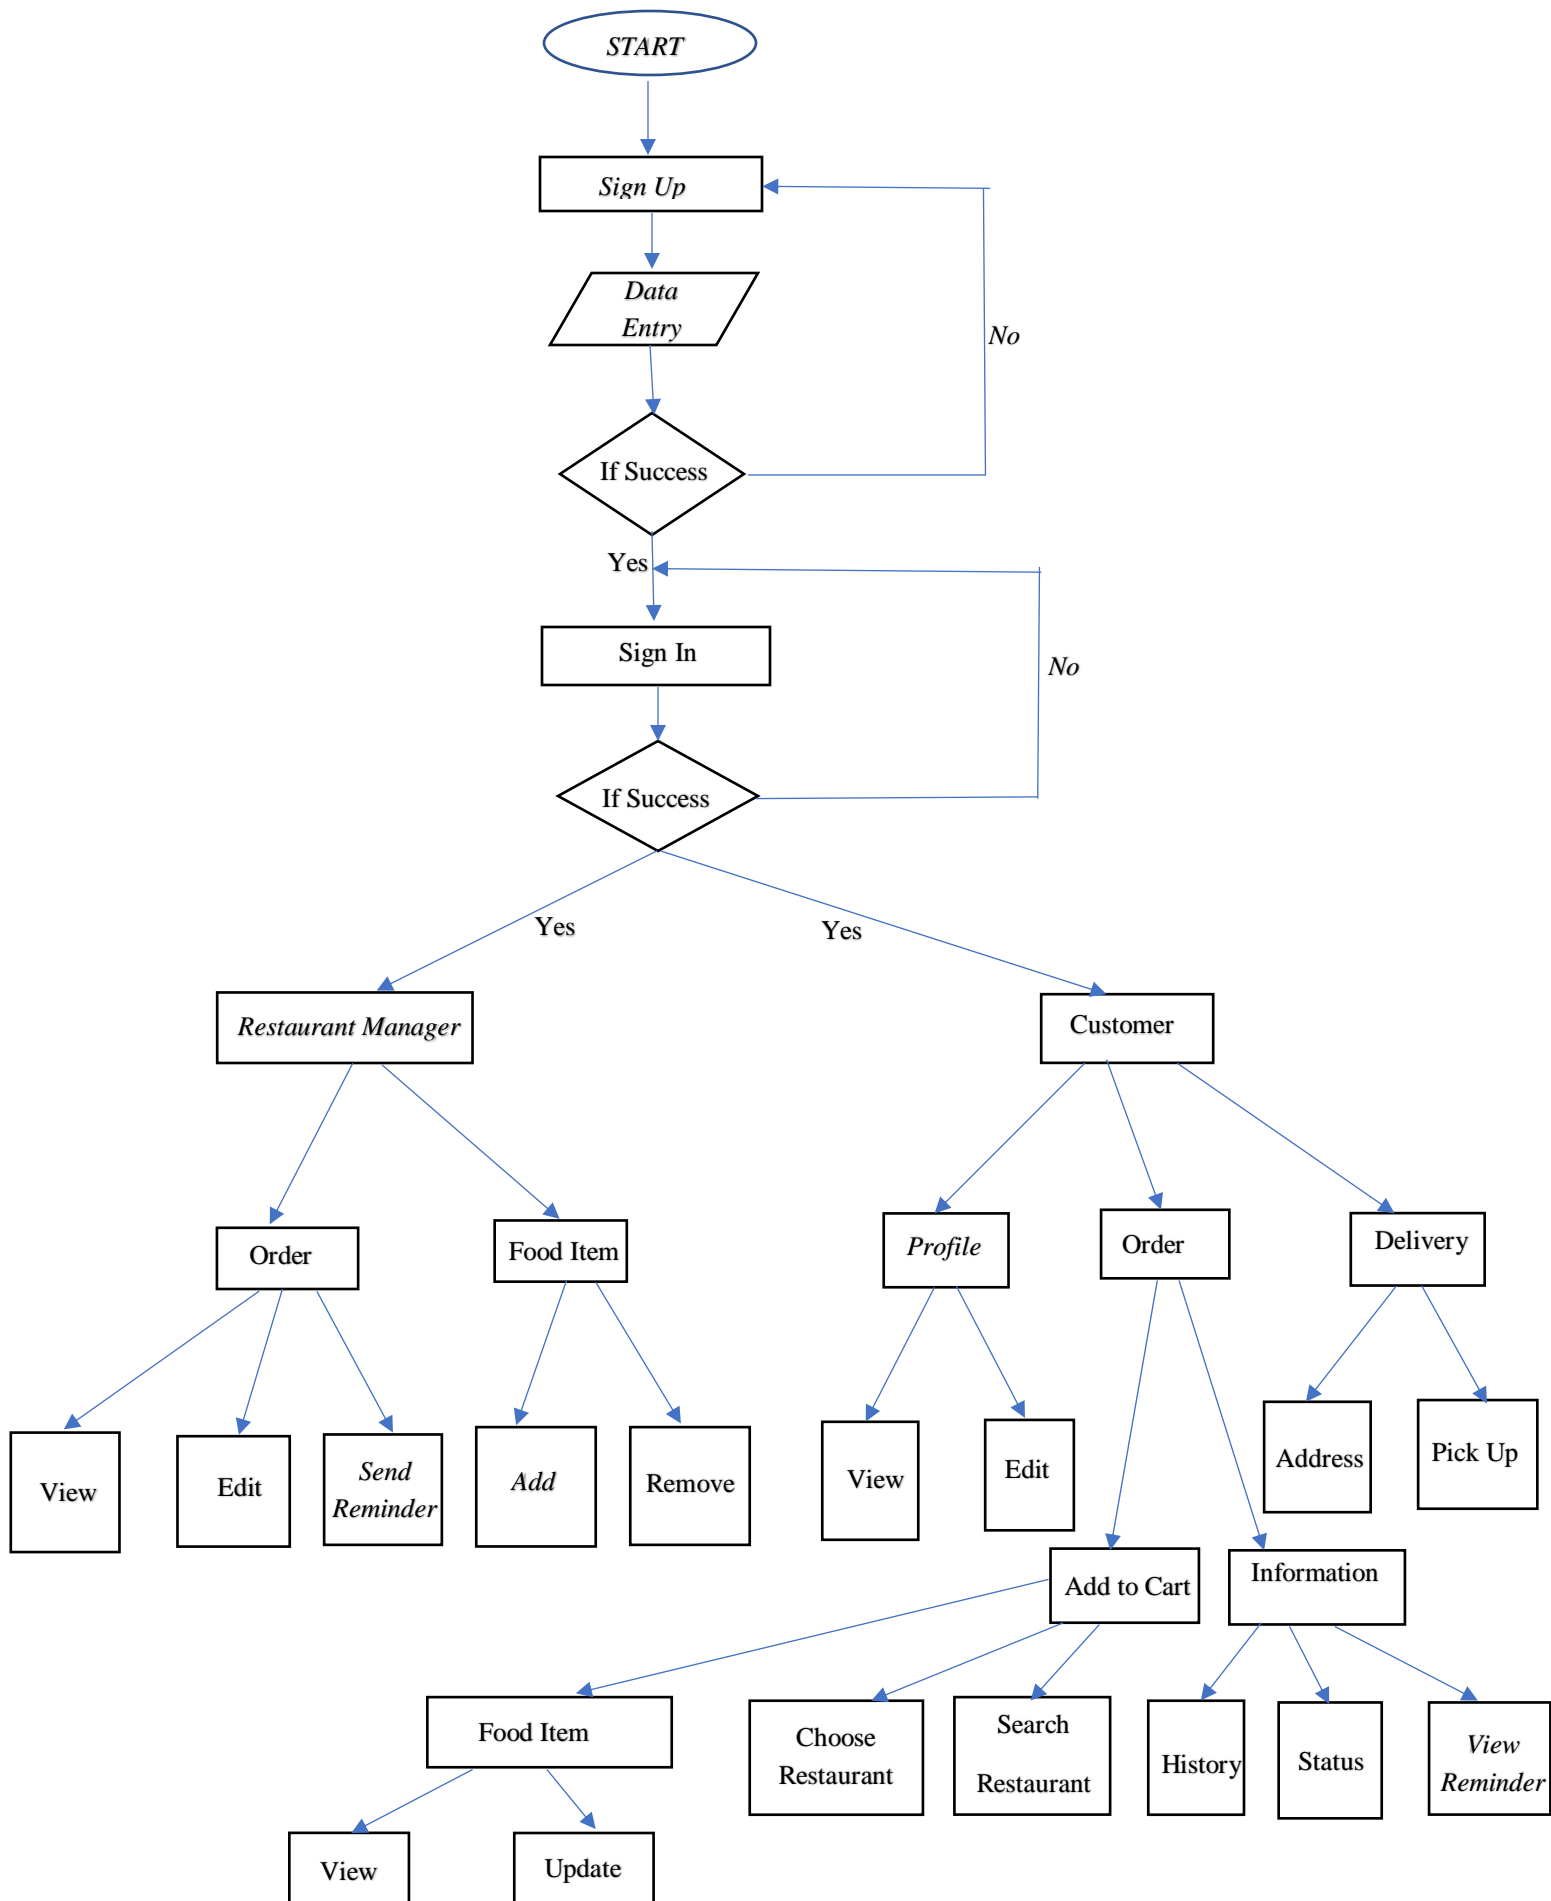 START
Sign Up
Data
Entry
No
If Success
Yes
Sign In
No
If Success
Yes
Yes
Restaurant Manager
Customer
Order
Food Item
Profile
Order
Delivery
View
Edit
Send
Reminder
Add
Remove
View
Edit
Address
Pick Up
Add to Cart
Information
Food Item
Choose
Restaurant
Search
Restaurant
History
Status
View
Reminder
View
Update